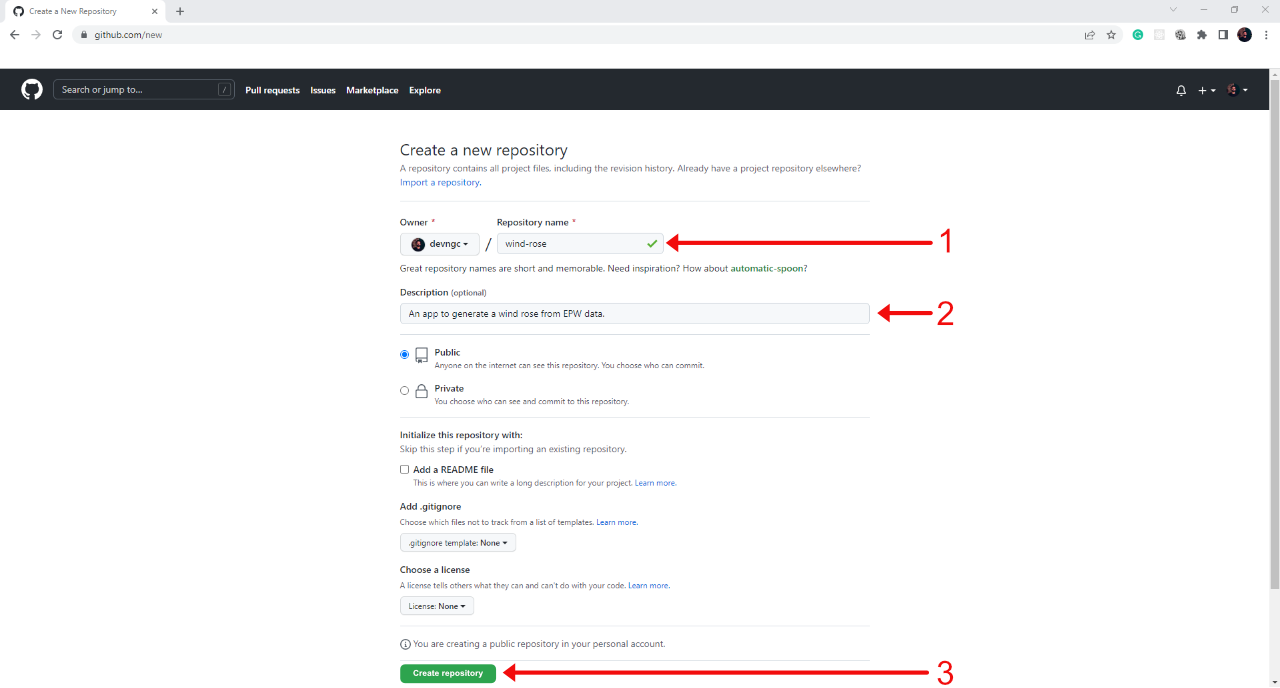 Create a New Repository
github.com/new
Search or jump to... /
Pull requests Issues Marketplace Explore
Create a new repository
A repository contains all project files, including the revision history. Already have a project repository elsewhere?
Import a repository.
Owner * Repository name *
devngc / wind-rose 1
Great repository names are short and memorable. Need inspiration? How about automatic-spoon?
Description (optional)
An app to generate a wind rose from EPW data. 2
Public
Anyone on the internet can see this repository. You choose who can commit.
Private
You choose who can see and commit to this repository.
Initialize this repository with:
Skip this step if you're importing an existing repository.
Add a README file
This is where you can write a long description for your project. Learn more.
Add .gitignore
Choose which files not to track from a list of templates. Learn more.
.gitignore template: None
Choose a license
A license tells others what they can and can't do with your code. Learn more.
License: None
You are creating a public repository in your personal account.
Create repository 3